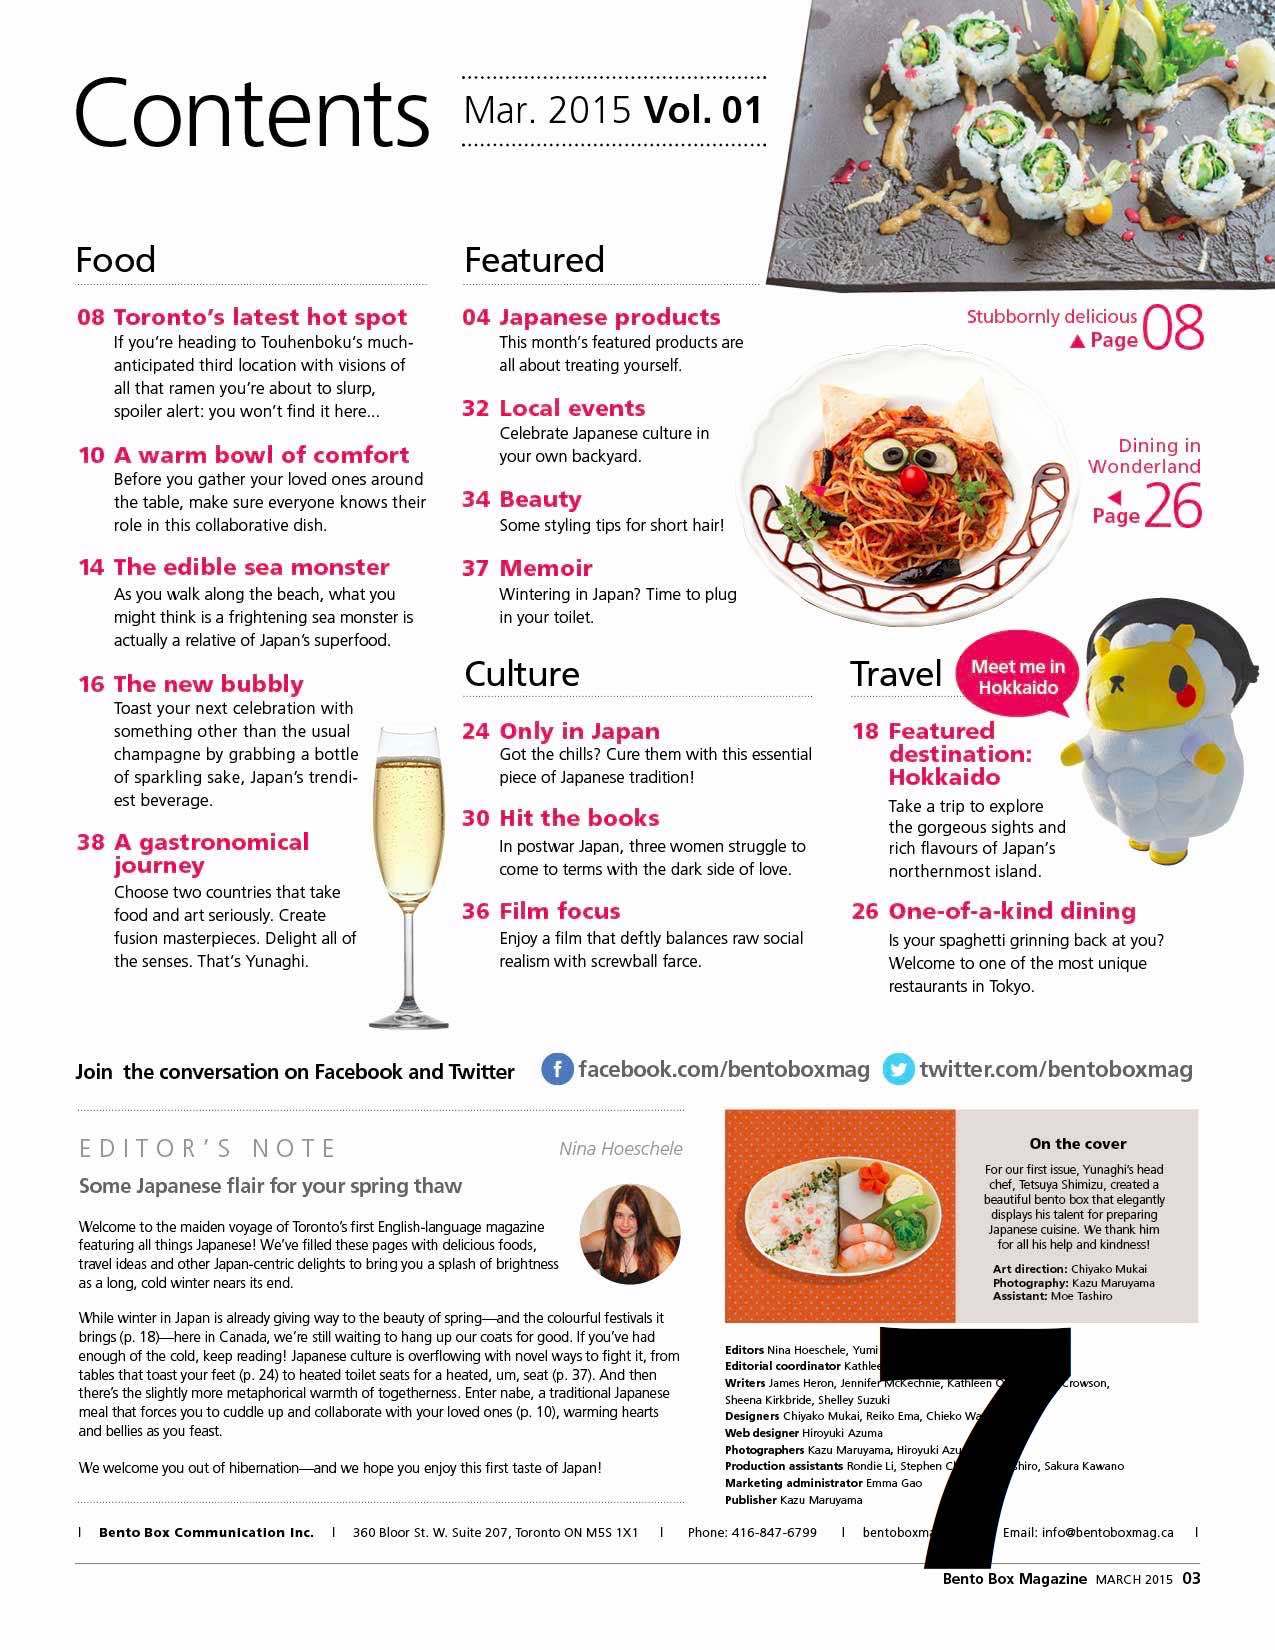 Contents
Mar. 2015 Vol. 01
Food
08 Toronto’s latest hot spot
If you’re heading to Touhenboku’s much-
anticipated third location with visions of
all that ramen you’re about to slurp,
spoiler alert: you won’t find it here...
10 A warm bowl of comfort
Before you gather your loved ones around
the table, make sure everyone knows their
role in this collaborative dish.
14 The edible sea monster
As you walk along the beach, what you
might think is a frightening sea monster is
actually a relative of Japan’s superfood.
16 The new bubbly
Toast your next celebration with
something other than the usual
champagne by grabbing a bottle
of sparkling sake, Japan’s trendi-
est beverage.
38 A gastronomical
journey
Choose two countries that take
food and art seriously. Create
fusion masterpieces. Delight all of
the senses. That’s Yunaghi.
Featured
04 Japanese products
This month’s featured products are
all about treating yourself.
32 Local events
Celebrate Japanese culture in
your own backyard.
34 Beauty
Some styling tips for short hair!
37 Memoir
Wintering in Japan? Time to plug
in your toilet.
Stubbornly delicious
▲ Page 08
Dining in
Wonderland
◀
Page 26
Culture
24 Only in Japan
Got the chills? Cure them with this essential
piece of Japanese tradition!
30 Hit the books
In postwar Japan, three women struggle to
come to terms with the dark side of love.
36 Film focus
Enjoy a film that deftly balances raw social
realism with screwball farce.
Travel
Meet me in
Hokkaido
18 Featured
destination:
Hokkaido
Take a trip to explore
the gorgeous sights and
rich flavours of Japan’s
northernmost island.
26 One-of-a-kind dining
Is your spaghetti grinning back at you?
Welcome to one of the most unique
restaurants in Tokyo.
Join the conversation on Facebook and Twitter
facebook.com/bentoboxmag
twitter.com/bentoboxmag
EDITOR’S NOTE
Nina Hoeschele
Some Japanese flair for your spring thaw
Welcome to the maiden voyage of Toronto’s first English-language magazine
featuring all things Japanese! We’ve filled these pages with delicious foods,
travel ideas and other Japan-centric delights to bring you a splash of brightness
as a long, cold winter nears its end.
While winter in Japan is already giving way to the beauty of spring—and the colourful festivals it
brings (p. 18)—here in Canada, we’re still waiting to hang up our coats for good. If you’ve had
enough of the cold, keep reading! Japanese culture is overflowing with novel ways to fight it, from
tables that toast your feet (p. 24) to heated toilet seats for a heated, um, seat (p. 37). And then
there’s the slightly more metaphorical warmth of togetherness. Enter nabe, a traditional Japanese
meal that forces you to cuddle up and collaborate with your loved ones (p. 10), warming hearts
and bellies as you feast.
We welcome you out of hibernation—and we hope you enjoy this first taste of Japan!
On the cover
For our first issue, Yunaghi’s head
chef, Tetsuya Shimizu, created a
beautiful bento box that elegantly
displays his talent for preparing
Japanese cuisine. We thank him
for all his help and kindness!
Art direction: Chiyako Mukai
Photography: Kazu Maruyama
Assistant: Moe Tashiro
Editors Nina Hoeschele, Yumi
Editorial coordinator
Writers James Heron, Jennifer McKechnie, Kathleen Crowson,
Sheena Kirkbride, Shelley Suzuki
Designers Chiyako Mukai, Reiko Ema, Chieko
Web designer Hiroyuki Azuma
Photographers Kazu Maruyama, Hiroyuki
Production assistants Rondie Li, Stephen Sakura Kawano
Marketing administrator Emma Gao
Publisher Kazu Maruyama
7
Bento Box Communication Inc. | 360 Bloor St. W. Suite 207, Toronto ON M5S 1X1 | Phone: 416-847-6799 | Email: info@bentoboxmag.ca
Bento Box Magazine MARCH 2015 03